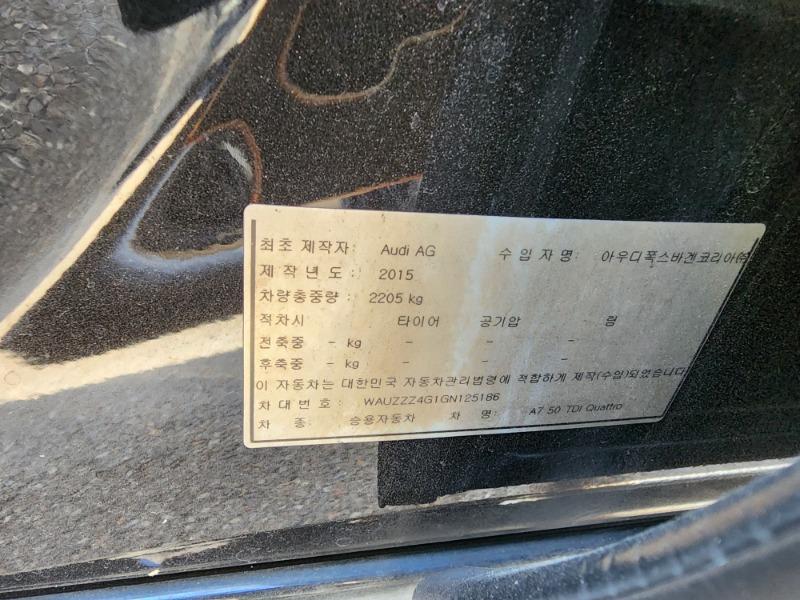 최초 제작자: Audi AG 수입자명: 아우디폭스바겐코리아(주)
제작년도: 2015
차량총중량: 2205 kg
적차시 타이어 공기압 - 림
전축중 - kg - - -
후축중 - kg - - -
이 자동차는 대한민국 자동차관리법령에 적합하게 제작(수입)되었습니다.
차대번호: WAUZZZ4G1GN125186
차 종: 승용자동차 차 명: A7 50 TDI Quattro